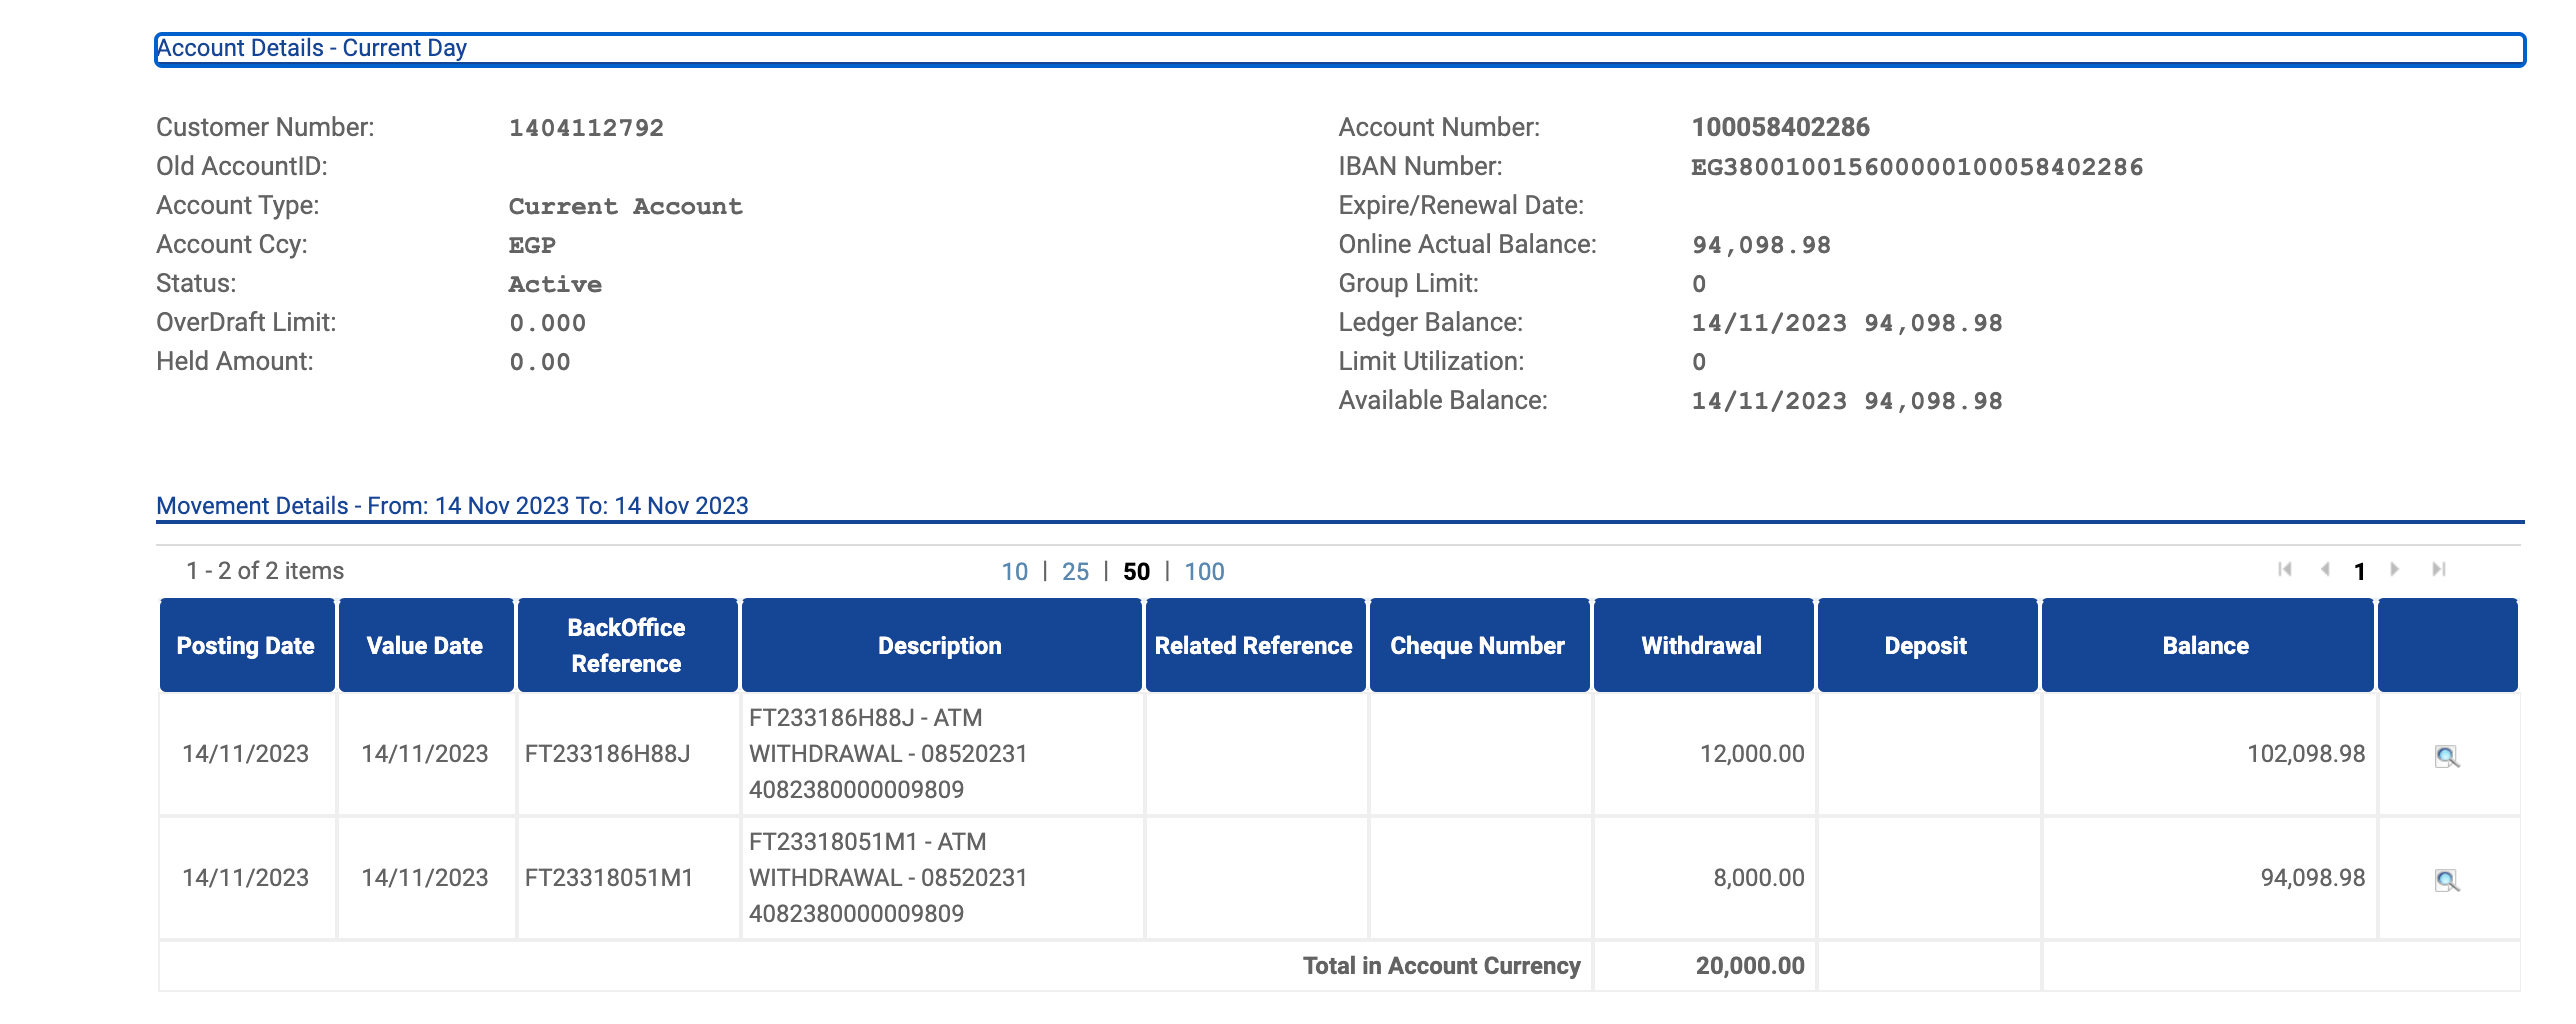 Account Details - Current Day
Customer Number: 1404112792
Old AccountID:
Account Type: Current Account
Account Ccy: EGP
Status: Active
OverDraft Limit: 0.000
Held Amount: 0.00
Account Number: 100058402286
IBAN Number: EG380010015600000100058402286
Expire/Renewal Date:
Online Actual Balance: 94,098.98
Group Limit: 0
Ledger Balance: 14/11/2023 94,098.98
Limit Utilization: 0
Available Balance: 14/11/2023 94,098.98
Movement Details - From: 14 Nov 2023 To: 14 Nov 2023
1 - 2 of 2 items 10 | 25 | 50 | 100 1
Posting Date Value Date BackOffice Reference Description Related Reference Cheque Number Withdrawal Deposit Balance
14/11/2023 14/11/2023 FT233186H88J FT233186H88J - ATM
WITHDRAWAL - 08520231
4082380000009809 12,000.00 102,098.98
14/11/2023 14/11/2023 FT23318051M1 FT23318051M1 - ATM
WITHDRAWAL - 08520231
4082380000009809 8,000.00 94,098.98
Total in Account Currency 20,000.00